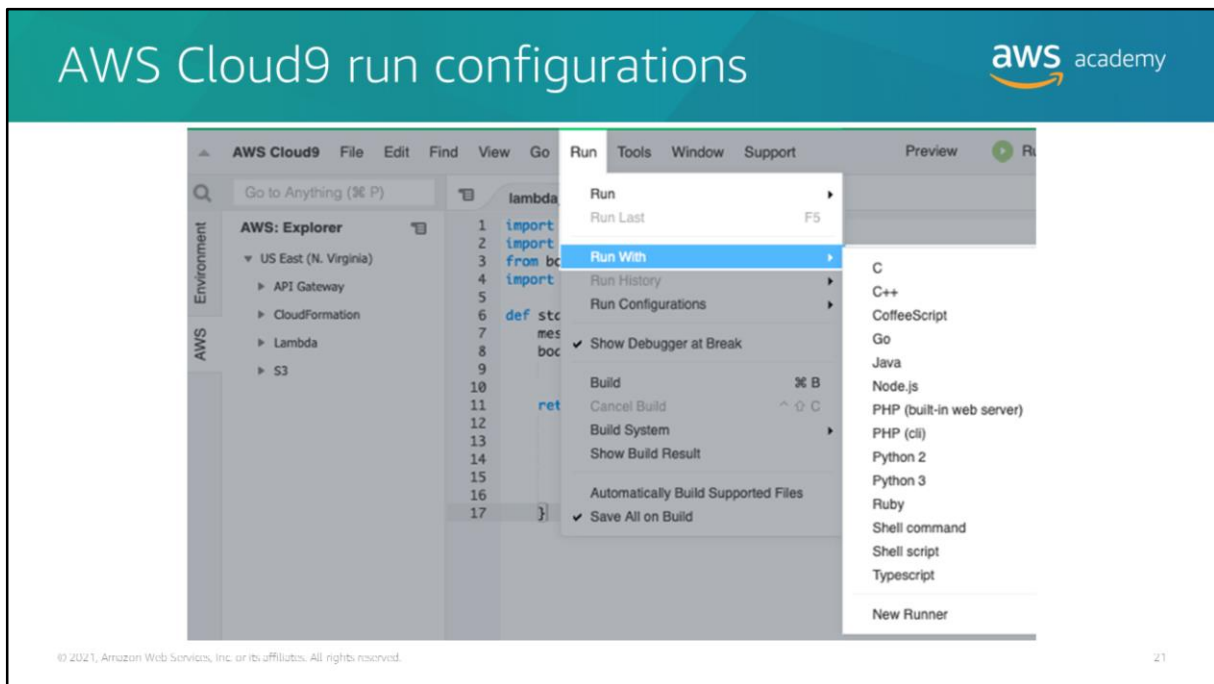 AWS Cloud9 run configurations
aws academy
AWS Cloud9 File Edit Find View Go Run Tools Window Support Preview
Go to Anything (⌘ P)
lambda
Environment
AWS
AWS: Explorer
US East (N. Virginia)
API Gateway
CloudFormation
Lambda
S3
1 import
2 import
3 from
4 import
5
6 def
7
8
9
10
11
12
13
14
15
16
17 }
Run
Run Last F5
Run With
Run History
Run Configurations
✔ Show Debugger at Break
Build ⌘ B
Cancel Build ^ ⇧ C
Build System
Show Build Result
Automatically Build Supported Files
✔ Save All on Build
C
C++
CoffeeScript
Go
Java
Node.js
PHP (built-in web server)
PHP (cli)
Python 2
Python 3
Ruby
Shell command
Shell script
Typescript
New Runner
© 2021, Amazon Web Services, Inc. or its affiliates. All rights reserved.
21